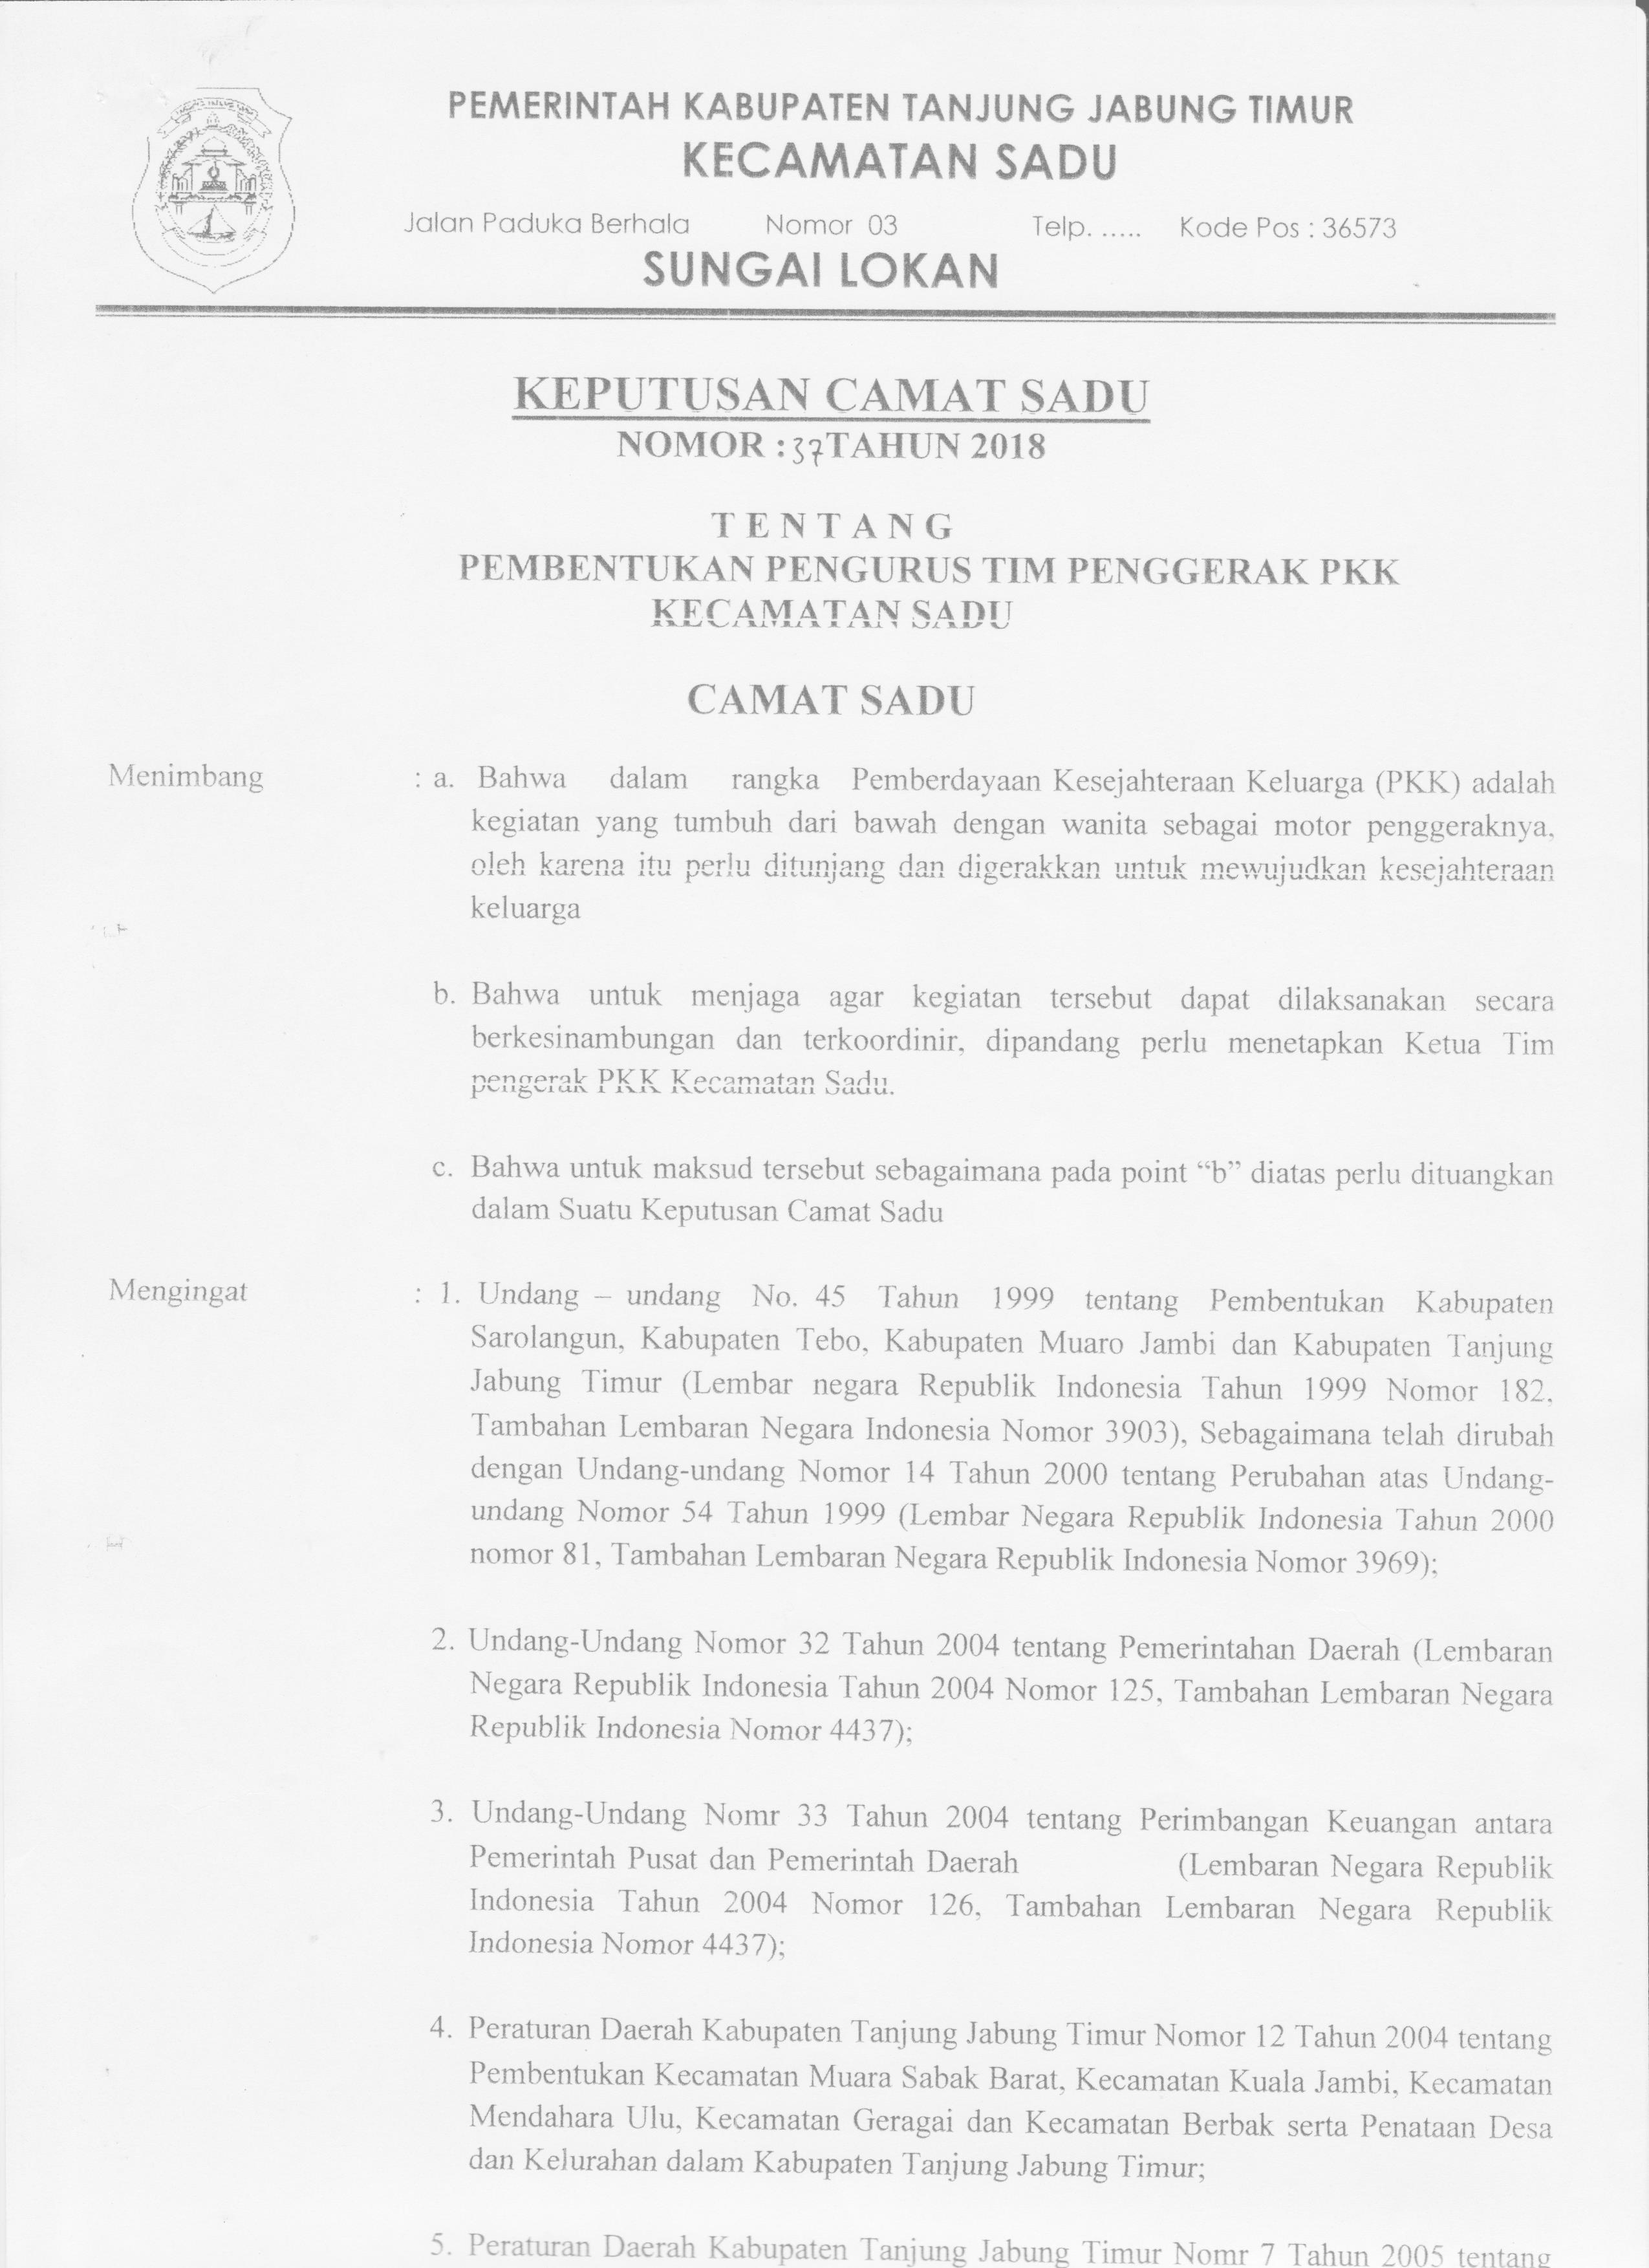 PEMERINTAH KABUPATEN TANJUNG JABUNG TIMUR
KECAMATAN SADU
Jalan Paduka Berhala Nomor 03 Telp. ..... Kode Pos : 36573
SUNGAI LOKAN
KEPUTUSAN CAMAT SADU
NOMOR : 37 TAHUN 2018
T E N T A N G
PEMBENTUKAN PENGURUS TIM PENGGERAK PKK
KECAMATAN SADU
CAMAT SADU
Menimbang : a. Bahwa dalam rangka Pemberdayaan Kesejahteraan Keluarga (PKK) adalah
kegiatan yang tumbuh dari bawah dengan wanita sebagai motor penggeraknya,
oleh karena itu perlu ditunjang dan digerakkan untuk mewujudkan kesejahteraan
keluarga
b. Bahwa untuk menjaga agar kegiatan tersebut dapat dilaksanakan secara
berkesinambungan dan terkoordinir, dipandang perlu menetapkan Ketua Tim
pengerak PKK Kecamatan Sadu.
c. Bahwa untuk maksud tersebut sebagaimana pada point “b” diatas perlu dituangkan
dalam Suatu Keputusan Camat Sadu
Mengingat : 1. Undang – undang No. 45 Tahun 1999 tentang Pembentukan Kabupaten
Sarolangun, Kabupaten Tebo, Kabupaten Muaro Jambi dan Kabupaten Tanjung
Jabung Timur (Lembar negara Republik Indonesia Tahun 1999 Nomor 182,
Tambahan Lembaran Negara Indonesia Nomor 3903), Sebagaimana telah dirubah
dengan Undang-undang Nomor 14 Tahun 2000 tentang Perubahan atas Undang-
undang Nomor 54 Tahun 1999 (Lembar Negara Republik Indonesia Tahun 2000
nomor 81, Tambahan Lembaran Negara Republik Indonesia Nomor 3969);
2. Undang-Undang Nomor 32 Tahun 2004 tentang Pemerintahan Daerah (Lembaran
Negara Republik Indonesia Tahun 2004 Nomor 125, Tambahan Lembaran Negara
Republik Indonesia Nomor 4437);
3. Undang-Undang Nomr 33 Tahun 2004 tentang Perimbangan Keuangan antara
Pemerintah Pusat dan Pemerintah Daerah (Lembaran Negara Republik
Indonesia Tahun 2004 Nomor 126, Tambahan Lembaran Negara Republik
Indonesia Nomor 4437);
4. Peraturan Daerah Kabupaten Tanjung Jabung Timur Nomor 12 Tahun 2004 tentang
Pembentukan Kecamatan Muara Sabak Barat, Kecamatan Kuala Jambi, Kecamatan
Mendahara Ulu, Kecamatan Geragai dan Kecamatan Berbak serta Penataan Desa
dan Kelurahan dalam Kabupaten Tanjung Jabung Timur;
5. Peraturan Daerah Kabupaten Tanjung Jabung Timur Nomr 7 Tahun 2005 tentang